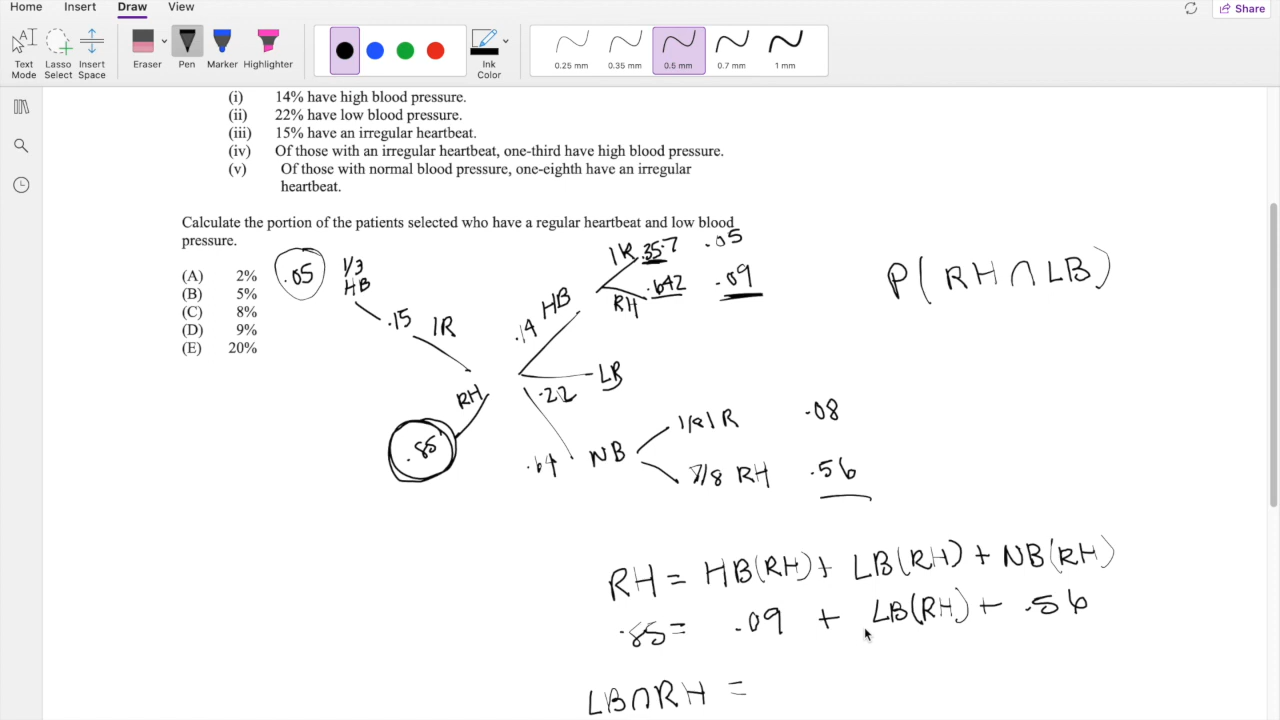 Home Insert Draw View
Share
Text Mode
Lasso Select
Insert Space
Eraser
Pen
Marker
Highlighter
Ink Color
0.25 mm
0.35 mm
0.5 mm
0.7 mm
1 mm
(i) 14% have high blood pressure.
(ii) 22% have low blood pressure.
(iii) 15% have an irregular heartbeat.
(iv) Of those with an irregular heartbeat, one-third have high blood pressure.
(v) Of those with normal blood pressure, one-eighth have an irregular
heartbeat.
Calculate the portion of the patients selected who have a regular heartbeat and low blood
pressure.
(A) 2%
(B) 5%
(C) 8%
(D) 9%
(E) 20%
.05
1/3
HB
.15 IR
RH
.85
.14 HB
IR .357 .05
RH .642 .09
.22 LB
.64 NB
1/8 IR .08
7/8 RH .56
P(RH∩LB)
RH = HB(RH) + LB(RH) + NB(RH)
.85 = .09 + LB(RH) + .56
LB∩RH =